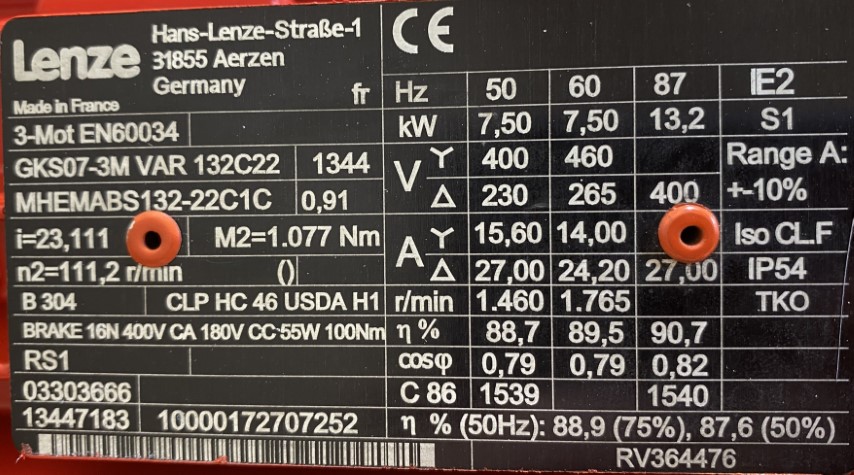 Lenze
Hans-Lenze-Straße-1
31855 Aerzen
Germany
Made in France
fr
3-Mot EN60034
GKS07-3M VAR 132C22 1344
MHEMABS132-22C1C 0,91
i=23,111 M2=1.077 Nm
n2=111,2 r/min ()
B 304 CLP HC 46 USDA H1
BRAKE 16N 400V CA 180V CC 55W 100Nm
RS1
03303666
13447183 10000172707252
CE
Hz 50 60 87 IE2
kW 7,50 7,50 13,2 S1
V Y 400 460 Range A:
Δ 230 265 400 +-10%
A Y 15,60 14,00 Iso CL.F
Δ 27,00 24,20 27,00 IP54
r/min 1.460 1.765 TKO
η % 88,7 89,5 90,7
cosφ 0,79 0,79 0,82
C 86 1539 1540
η % (50Hz): 88,9 (75%), 87,6 (50%)
RV364476